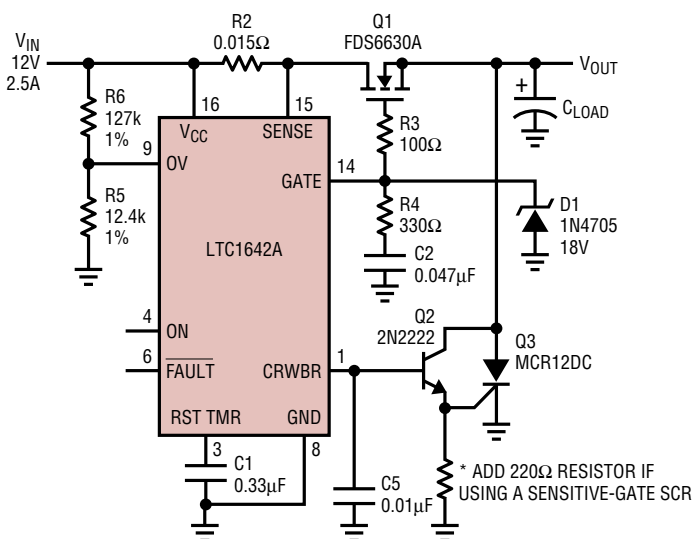 V_IN
12V
2.5A
R2
0.015Ω
Q1
FDS6630A
V_OUT
+
C_LOAD
R6
127k
1%
16
15
V_CC
SENSE
R3
100Ω
9
OV
14
GATE
R5
12.4k
1%
R4
330Ω
D1
1N4705
18V
LTC1642A
C2
0.047µF
4
ON
Q2
2N2222
Q3
MCR12DC
6
FAULT
CRWBR
1
RST TMR
GND
3
8
C1
0.33µF
C5
0.01µF
* ADD 220Ω RESISTOR IF
USING A SENSITIVE-GATE SCR